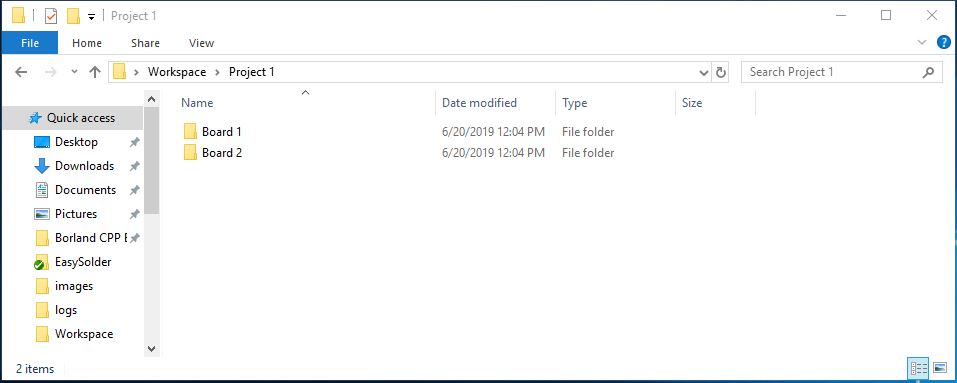 Project 1
File Home Share View
Workspace Project 1
Search Project 1
Name Date modified Type Size
Quick access
Desktop
Downloads
Documents
Pictures
Borland CPP E
EasySolder
images
logs
Workspace
Board 1 6/20/2019 12:04 PM File folder
Board 2 6/20/2019 12:04 PM File folder
2 items